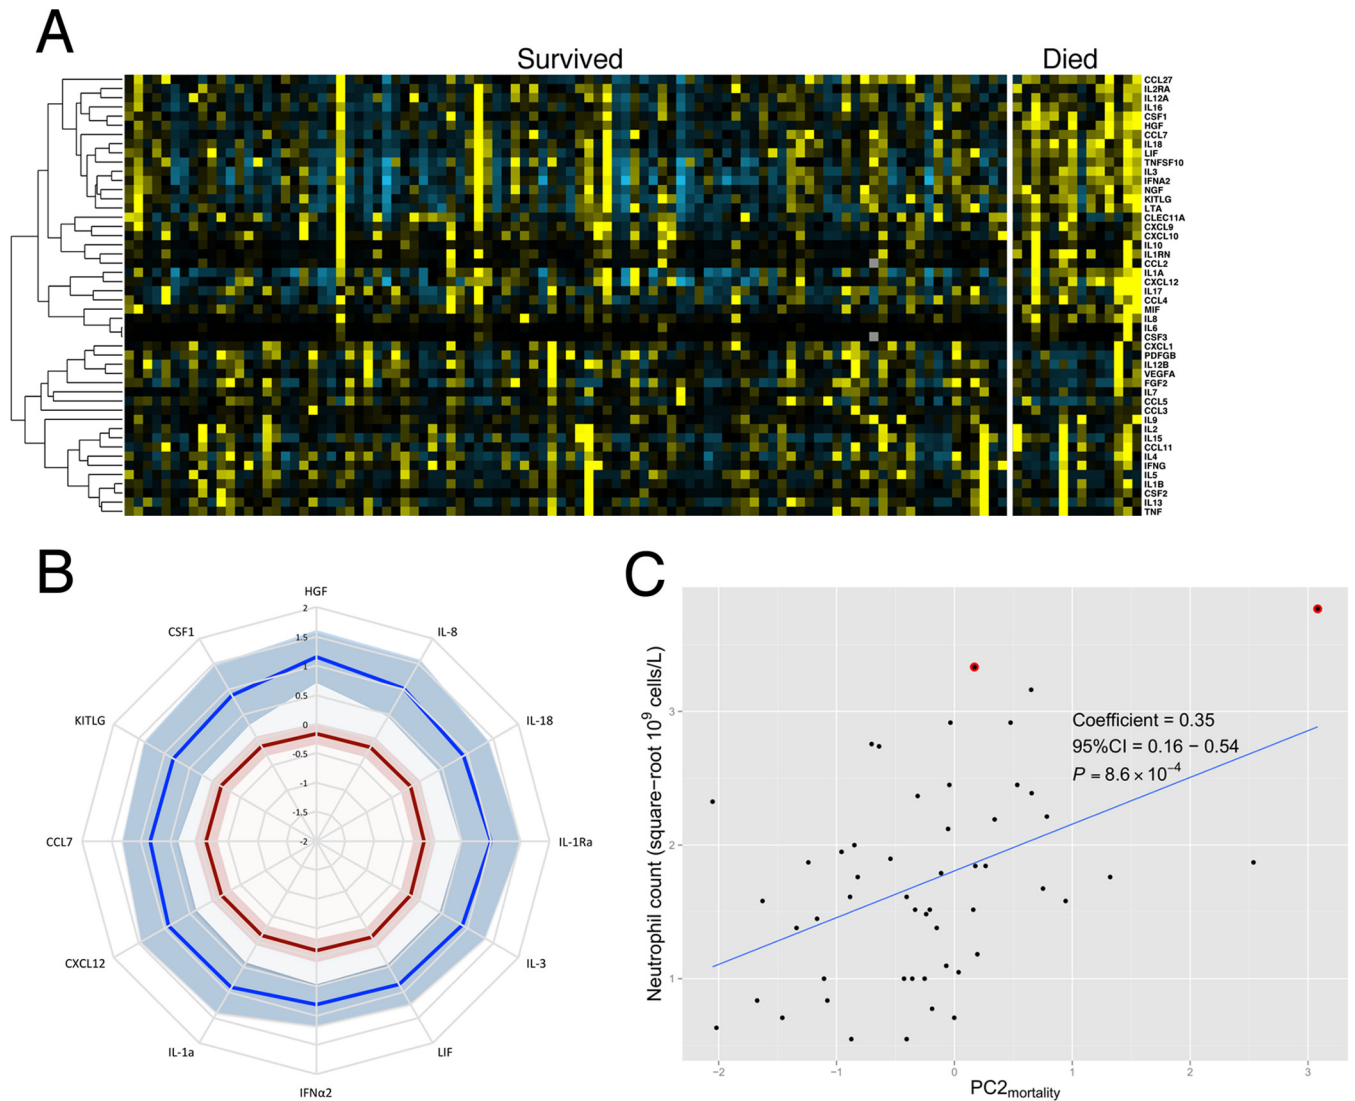 A
Survived
Died
CCL27
IL2RA
IL12A
IL16
CSF1
HGF
CCL7
IL18
LIF
TNFSF10
IL3
IFNA2
NGF
KITLG
LTA
CLEC11A
CXCL9
CXCL10
IL10
IL1RN
CCL2
IL1A
CXCL12
IL17
CCL4
MIF
IL8
IL6
CSF3
CXCL1
PDFGB
IL12B
VEGFA
FGF2
IL7
CCL5
CCL3
IL9
IL2
IL15
CCL11
IL4
IFNG
IL5
IL1B
CSF2
IL13
TNF
B
HGF
IL-8
IL-18
IL-1Ra
IL-3
LIF
IFNα2
IL-1a
CXCL12
CCL7
KITLG
CSF1
2
1.5
1
0.5
0
-0.5
-1
-1.5
-2
C
Neutrophil count (square−root 10⁹ cells/L)
3
2
1
Coefficient = 0.35
95%CI = 0.16 − 0.54
P = 8.6 × 10⁻⁴
−2 −1 0 1 2 3
PC2mortality